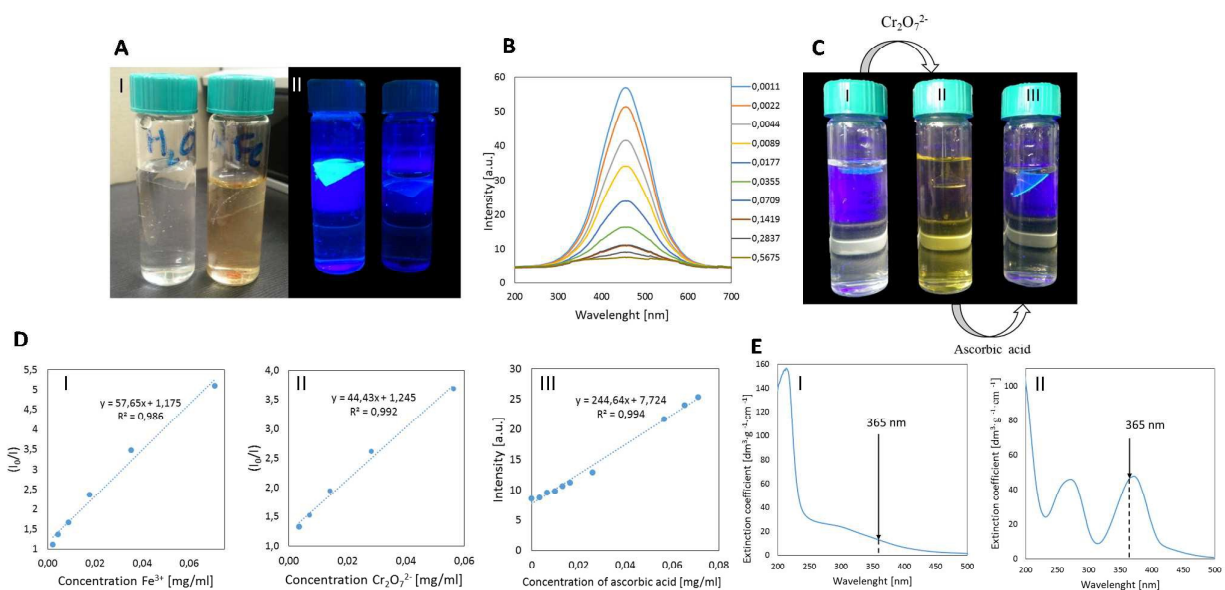 Cr₂O₇²⁻
A
B
C
I
II
H₂O
Fe
60
50
40
30
20
10
0
200
300
400
500
600
700
Intensity [a.u.]
Wavelenght [nm]
0,0011
0,0022
0,0044
0,0089
0,0177
0,0355
0,0709
0,1419
0,2837
0,5675
I
II
III
Ascorbic acid
D
I
5,5
5
4,5
4
3,5
3
2,5
2
1,5
1
y = 57,65x + 1,175
R² = 0,986
(I₀/I)
0
0,02
0,04
0,06
Concentration Fe³⁺ [mg/ml]
II
4,0
3,5
3,0
2,5
2,0
1,5
1,0
y = 44,43x + 1,245
R² = 0,992
(I₀/I)
0
0,02
0,04
0,06
Concentration Cr₂O₇²⁻ [mg/ml]
III
30
25
20
15
10
5
0
y = 244,64x + 7,724
R² = 0,994
Intensity [a.u.]
0
0,02
0,04
0,06
0,08
Concentration of ascorbic acid [mg/ml]
E
I
160
140
120
100
80
60
40
20
0
365 nm
Extinction coefficient [dm³·g⁻¹·cm⁻¹]
200
250
300
350
400
450
500
Wavelenght [nm]
II
100
80
60
40
20
0
365 nm
Extinction coefficient [dm³·g⁻¹·cm⁻¹]
200
250
300
350
400
450
500
Wavelenght [nm]